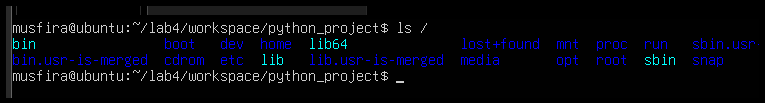 musfira@ubuntu:~/lab4/workspace/python_project$ ls /
bin boot dev home lib64 lost+found mnt proc run sbin.usr-
bin.usr-is-merged cdrom etc lib lib.usr-is-merged media opt root sbin snap
musfira@ubuntu:~/lab4/workspace/python_project$ _